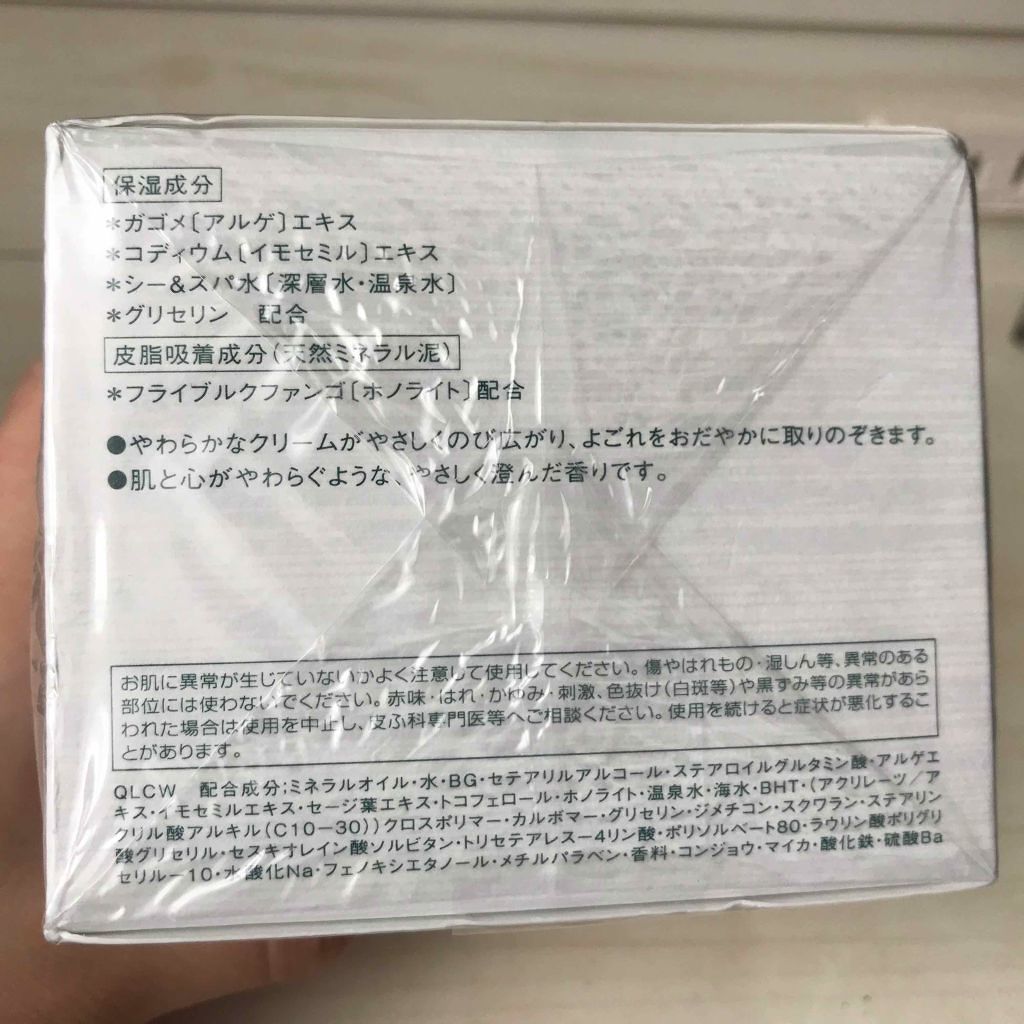 保湿成分
＊ガゴメ〔アルゲ〕エキス
＊コディウム〔イモセミル〕エキス
＊シー&スパ水〔深層水・温泉水〕
＊グリセリン　配合
皮脂吸着成分(天然ミネラル泥)
＊フライブルクファンゴ〔ホノライト〕配合
●やわらかなクリームがやさしくのび広がり、よごれをおだやかに取りのぞきます。
●肌と心がやわらぐような、やさしく澄んだ香りです。
お肌に異常が生じていないかよく注意して使用してください。傷やはれもの・湿しん等、異常のある
部位には使わないでください。赤味・はれ・かゆみ・刺激、色抜け(白斑等)や黒ずみ等の異常があら
われた場合は使用を中止し、皮ふ科専門医等へご相談ください。使用を続けると症状が悪化するこ
とがあります。
QLCW　配合成分；ミネラルオイル・水・BG・セテアリルアルコール・ステアロイルグルタミン酸・アルゲエ
キス・イモセミルエキス・セージ葉エキス・トコフェロール・ホノライト・温泉水・海水・BHT・(アクリレーツ/ア
クリル酸アルキル(C10-30))クロスポリマー・カルボマー・グリセリン・ジメチコン・スクワラン・ステアリン
酸グリセリル・セスキオレイン酸ソルビタン・トリセテアレス-4リン酸・ポリソルベート80・ラウリン酸ポリグリ
セリル-10・水酸化Na・フェノキシエタノール・メチルパラベン・香料・コンジョウ・マイカ・酸化鉄・硫酸Ba